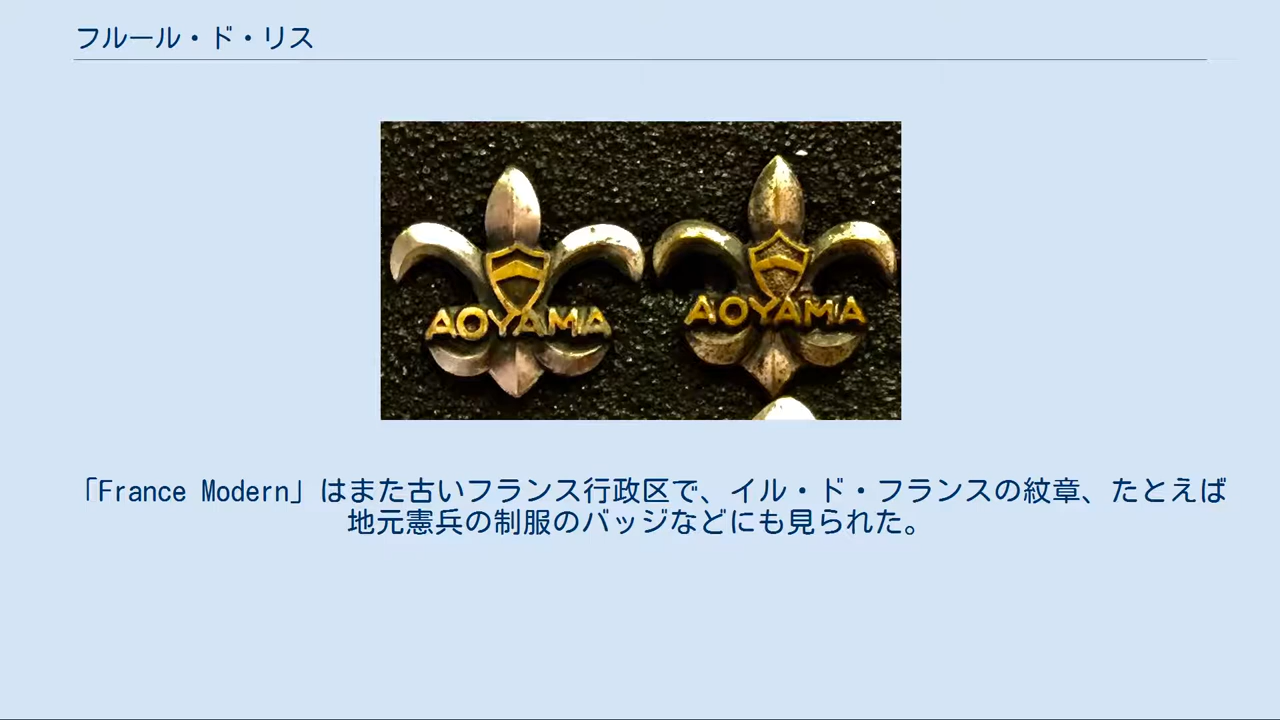 フルール・ド・リス
AOYAMA
AOYAMA
「France Modern」はまた古いフランス行政区で、イル・ド・フランスの紋章、たとえば
地元憲兵の制服のバッジなどにも見られた。